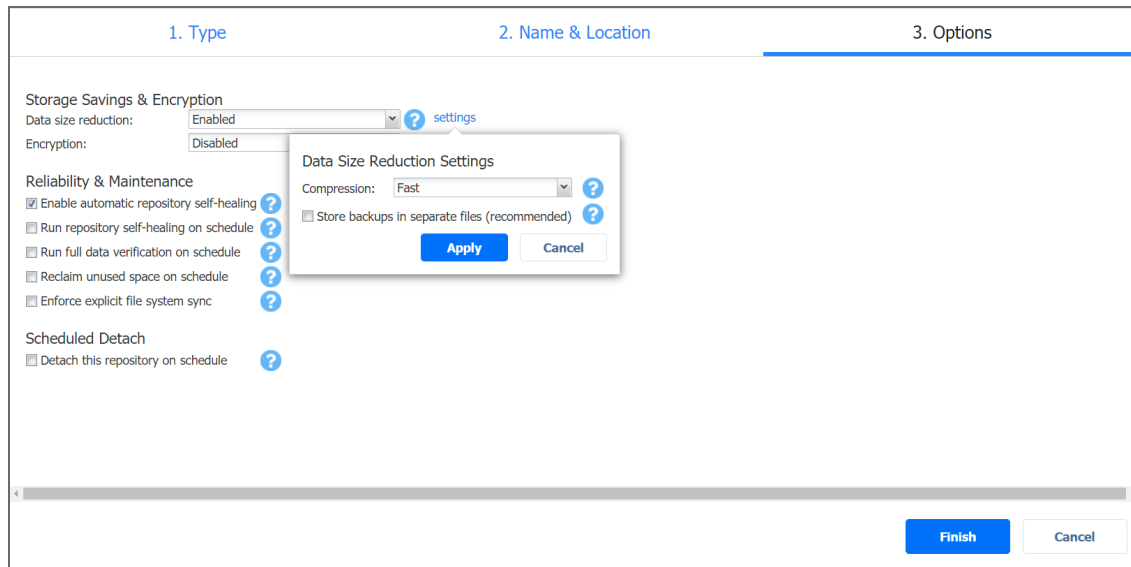 1. Type
2. Name & Location
3. Options
Storage Savings & Encryption
Data size reduction: Enabled ? settings
Encryption: Disabled
Data Size Reduction Settings
Compression: Fast ?
Store backups in separate files (recommended) ?
Apply Cancel
Reliability & Maintenance
Enable automatic repository self-healing ?
Run repository self-healing on schedule ?
Run full data verification on schedule ?
Reclaim unused space on schedule ?
Enforce explicit file system sync ?
Scheduled Detach
Detach this repository on schedule ?
Finish Cancel